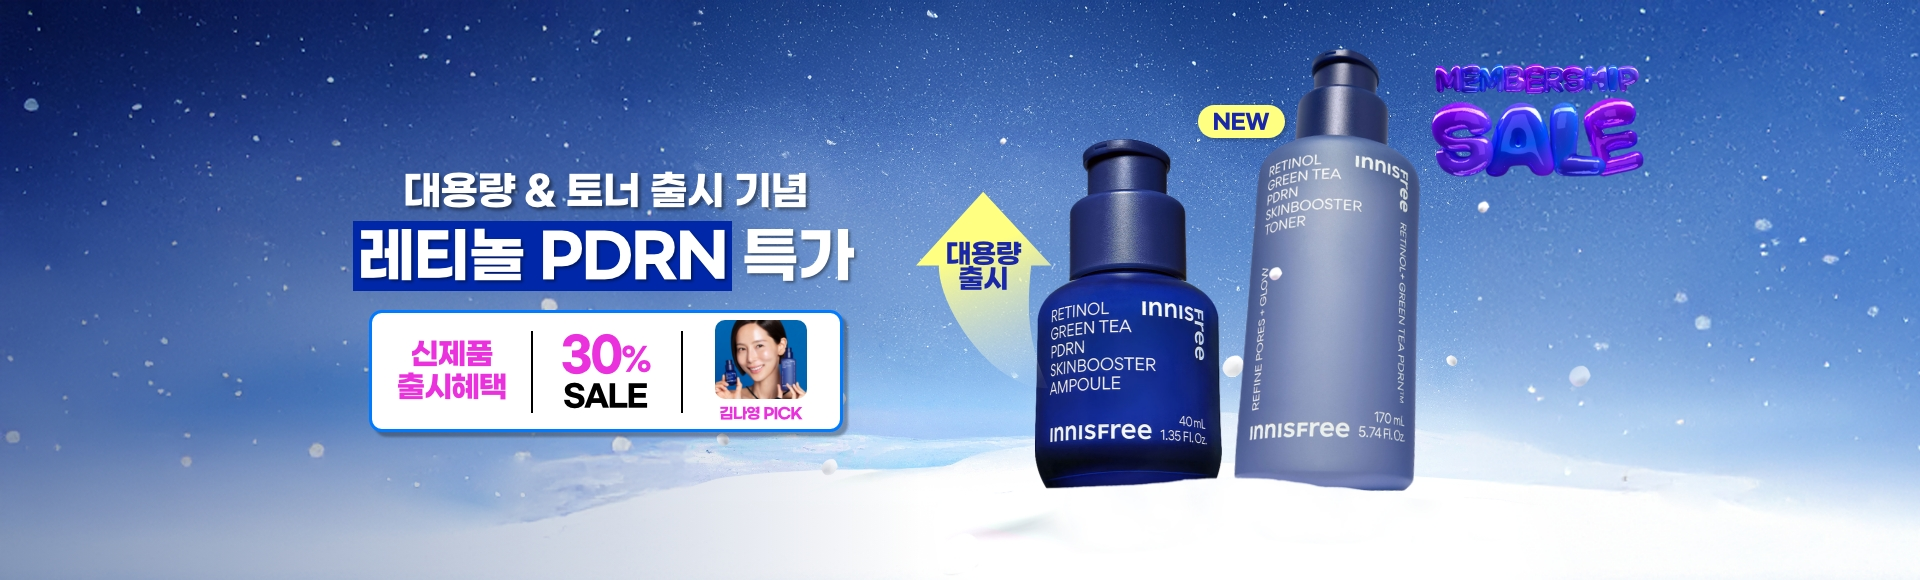 대용량 & 토너 출시 기념
레티놀 PDRN 특가
신제품
출시혜택
30%
SALE
김나영 PICK
대용량
출시
RETINOL
GREEN TEA
PDRN
SKINBOOSTER
AMPOULE
innisfree
innisfree
40 mL
1.35 Fl. Oz.
NEW
RETINOL
GREEN TEA
PDRN
SKINBOOSTER
TONER
innisfree
REFINE PORES + GLOW
RETINOL + GREEN TEA PDRN™
innisfree
170 mL
5.74 Fl. Oz.
MEMBERSHIP
SALE